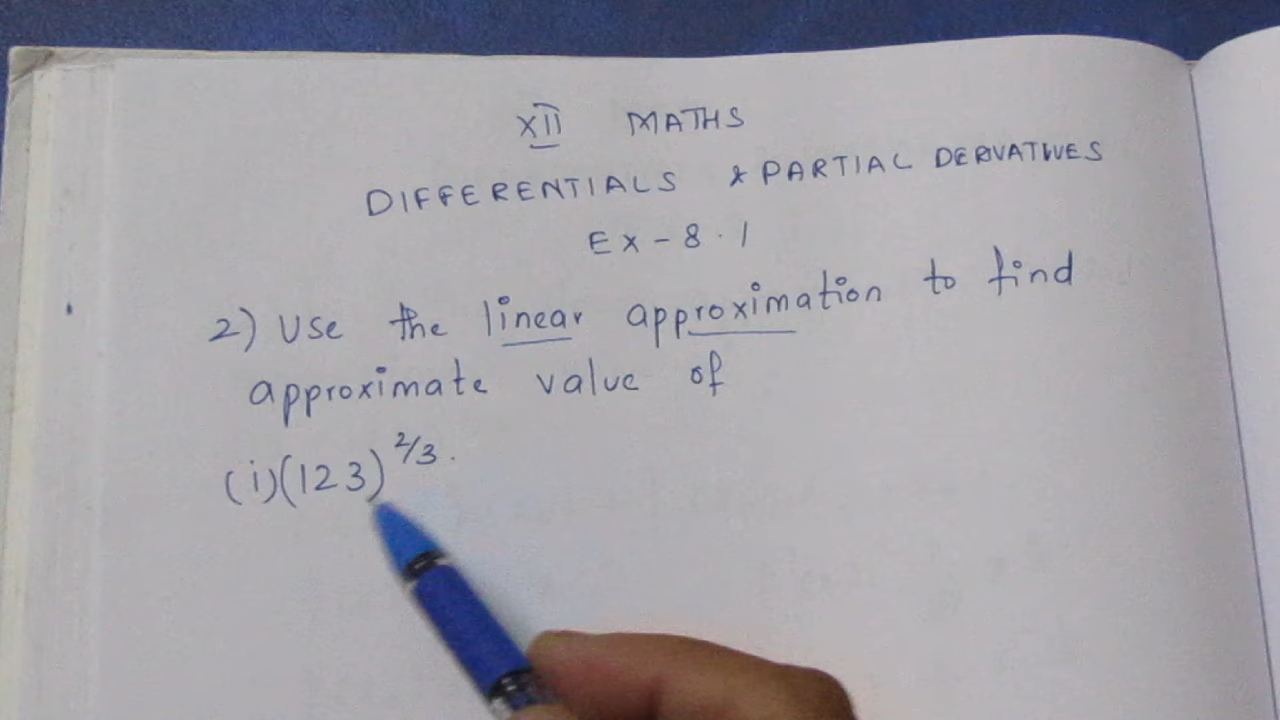 XII MATHS
DIFFERENTIALS & PARTIAL DERIVATIVES
EX-8.1
2) Use the linear approximation to find
approximate value of
(i) (123)^2/3.